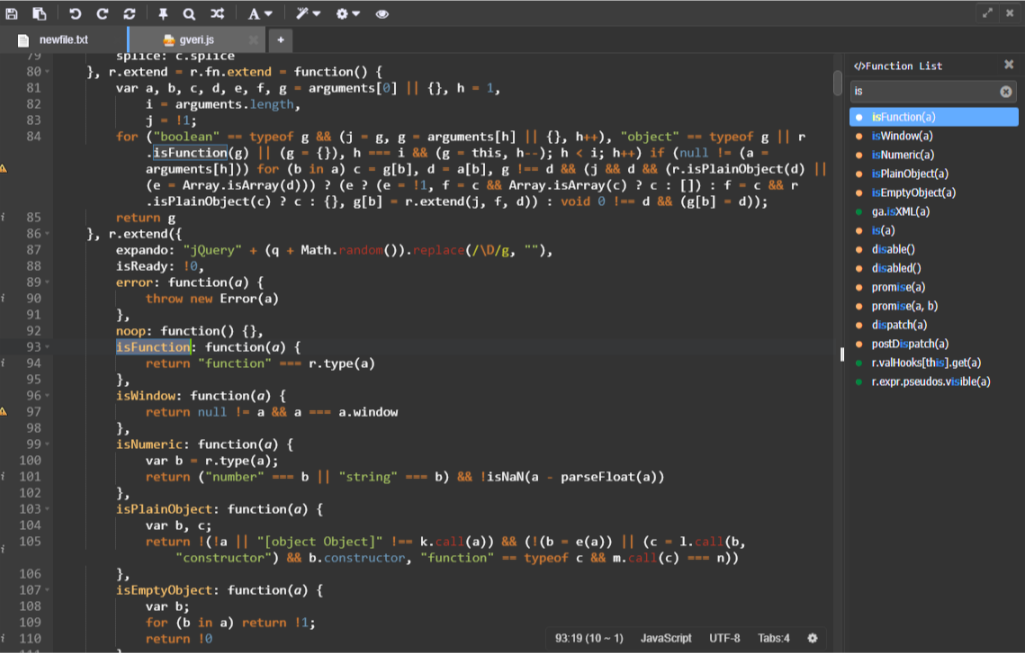 newfile.txt
gveri.js
+
79 splice: c.splice
80 }, r.extend = r.fn.extend = function() {
81 var a, b, c, d, e, f, g = arguments[0] || {}, h = 1,
82 i = arguments.length,
83 j = !1;
84 for ("boolean" == typeof g && (j = g, g = arguments[h] || {}, h++), "object" == typeof g || r
.isFunction(g) || (g = {}), h === i && (g = this, h--); h < i; h++) if (null != (a =
arguments[h])) for (b in a) c = g[b], d = a[b], g !== d && (j && d && (r.isPlainObject(d) ||
(e = Array.isArray(d))) ? (e ? (e = !1, f = c && Array.isArray(c) ? c : []) : f = c && r
.isPlainObject(c) ? c : {}, g[b] = r.extend(j, f, d)) : void 0 !== d && (g[b] = d));
85 return g
86 }, r.extend({
87 expando: "jQuery" + (q + Math.random()).replace(/\D/g, ""),
88 isReady: !0,
89 error: function(a) {
90 throw new Error(a)
91 },
92 noop: function() {},
93 isFunction: function(a) {
94 return "function" === r.type(a)
95 },
96 isWindow: function(a) {
97 return null != a && a === a.window
98 },
99 isNumeric: function(a) {
100 var b = r.type(a);
101 return ("number" === b || "string" === b) && !isNaN(a - parseFloat(a))
102 },
103 isPlainObject: function(a) {
104 var b, c;
105 return !(!a || "[object Object]" !== k.call(a)) && (!(b = e(a)) || (c = l.call(b,
"constructor") && b.constructor, "function" == typeof c && m.call(c) === n))
106 },
107 isEmptyObject: function(a) {
108 var b;
109 for (b in a) return !1;
110 return !0
93:19 (10 ~ 1) JavaScript UTF-8 Tabs:4
</>Function List
is
isFunction(a)
isWindow(a)
isNumeric(a)
isPlainObject(a)
isEmptyObject(a)
ga.isXML(a)
is(a)
disable()
disabled()
promise(a)
promise(a, b)
dispatch(a)
postDispatch(a)
r.valHooks[this].get(a)
r.expr.pseudos.visible(a)